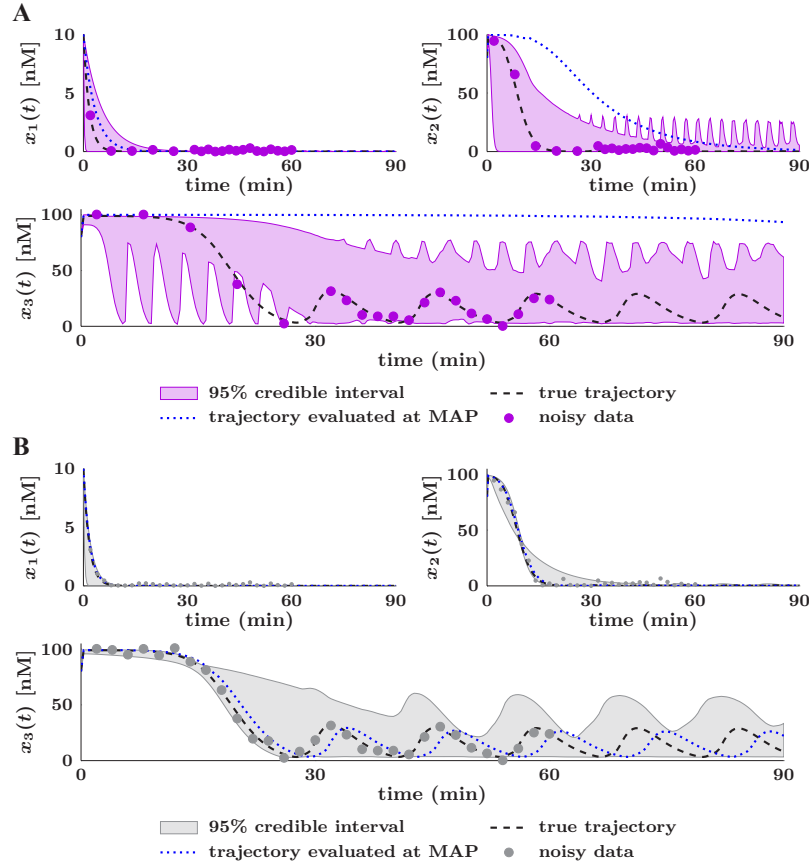 A
x1(t) [nM]
10
5
0
0
30
60
90
time (min)
x2(t) [nM]
100
50
0
0
30
60
90
time (min)
x3(t) [nM]
100
50
0
0
30
60
90
time (min)
95% credible interval
true trajectory
trajectory evaluated at MAP
noisy data
B
x1(t) [nM]
10
5
0
0
30
60
90
time (min)
x2(t) [nM]
100
50
0
0
30
60
90
time (min)
x3(t) [nM]
100
50
0
0
30
60
90
time (min)
95% credible interval
true trajectory
trajectory evaluated at MAP
noisy data